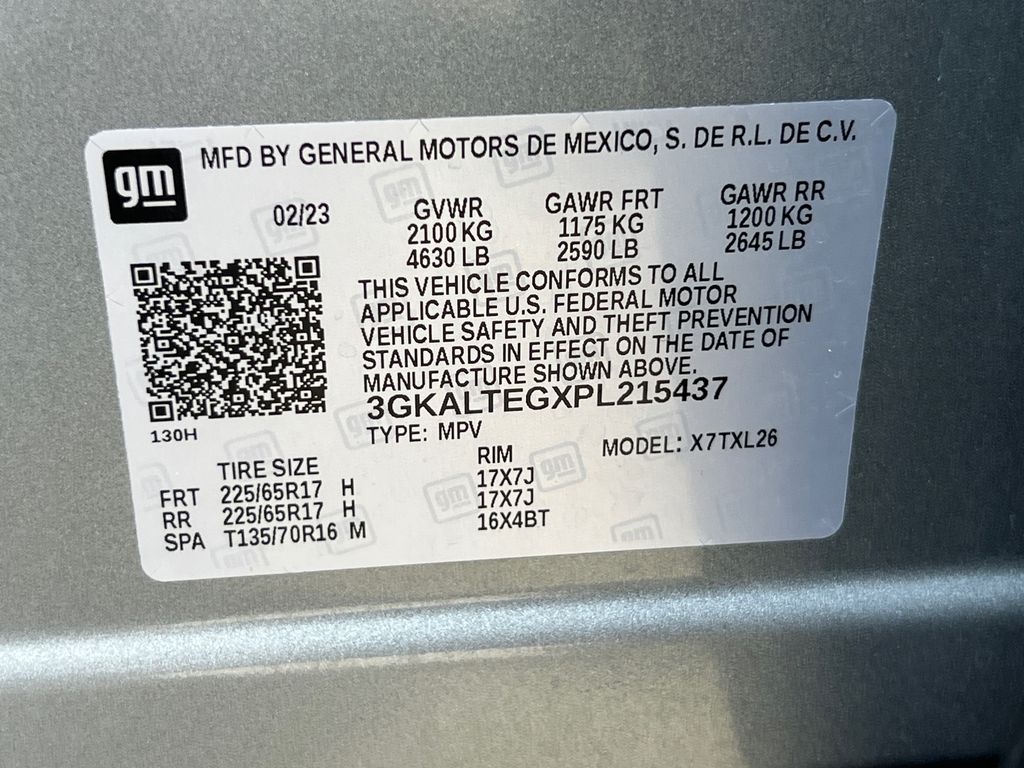 gm
MFD BY GENERAL MOTORS DE MEXICO, S. DE R.L. DE C.V.
02/23
GVWR
2100 KG
4630 LB
GAWR FRT
1175 KG
2590 LB
GAWR RR
1200 KG
2645 LB
THIS VEHICLE CONFORMS TO ALL
APPLICABLE U.S. FEDERAL MOTOR
VEHICLE SAFETY AND THEFT PREVENTION
STANDARDS IN EFFECT ON THE DATE OF
MANUFACTURE SHOWN ABOVE.
3GKALTEGXPL215437
130H
TYPE: MPV
MODEL: X7TXL26
TIRE SIZE
RIM
FRT 225/65R17 H 17X7J
RR 225/65R17 H 17X7J
SPA T135/70R16 M 16X4BT